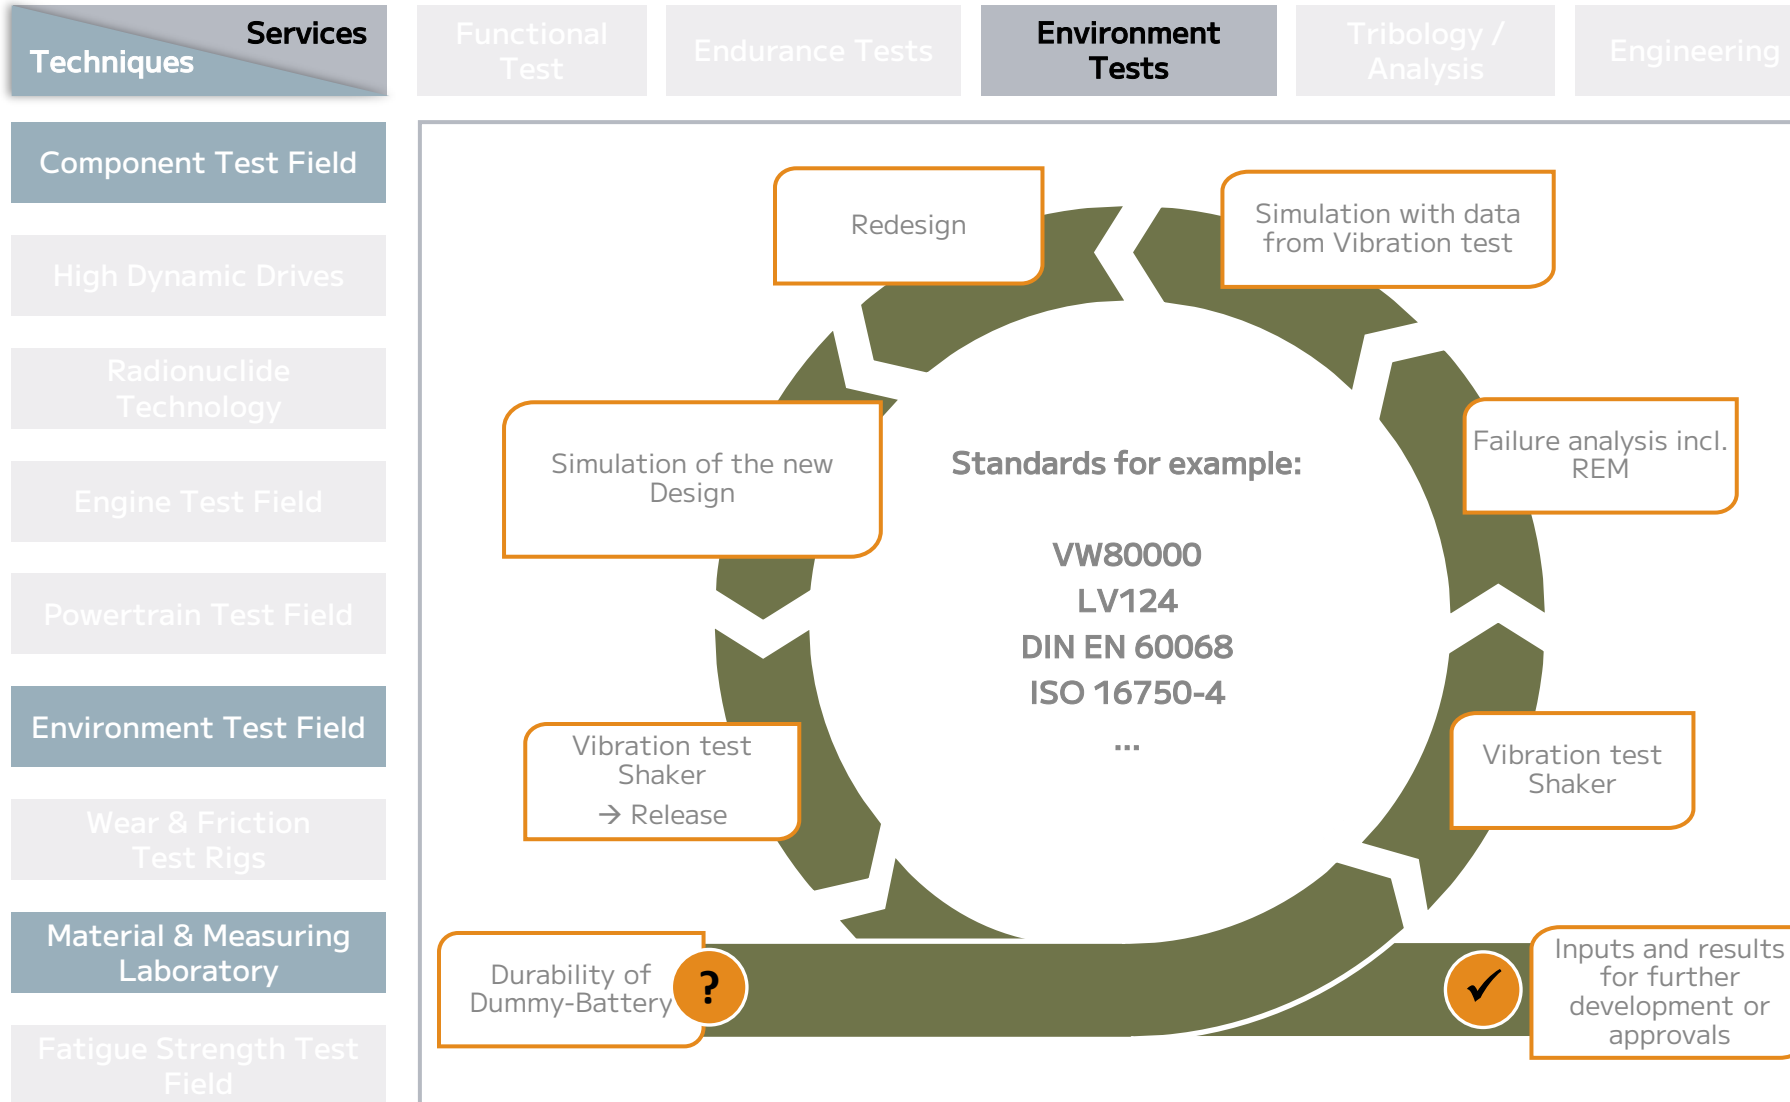 Services
Techniques
Functional
Test
Endurance Tests
Environment
Tests
Tribology /
Analysis
Engineering
Component Test Field
High Dynamic Drives
Radionuclide
Technology
Engine Test Field
Powertrain Test Field
Environment Test Field
Wear & Friction
Test Rigs
Material & Measuring
Laboratory
Fatigue Strength Test
Field
Redesign
Simulation with data
from Vibration test
Simulation of the new
Design
Standards for example:
VW80000
LV124
DIN EN 60068
ISO 16750-4
...
Failure analysis incl.
REM
Vibration test
Shaker
→ Release
Vibration test
Shaker
Durability of
Dummy-Battery
?
✓
Inputs and results
for further
development or
approvals